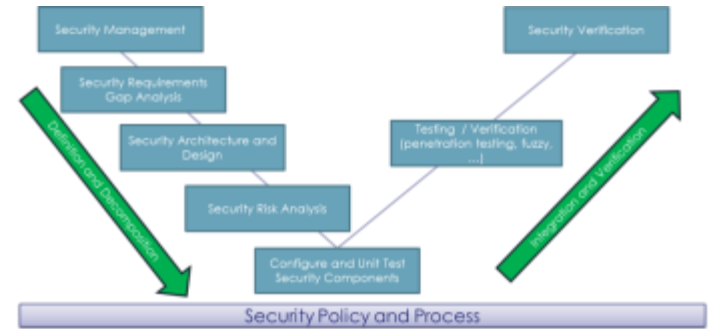 Security Management
Security Verification
Security Requirements
Gap Analysis
Testing / Verification
(penetration testing, fuzzy,
....)
Security Architecture and
Design
Definition and Decomposition
Integration and Verification
Security Risk Analysis
Configure and Unit Test
Security Components
Security Policy and Process